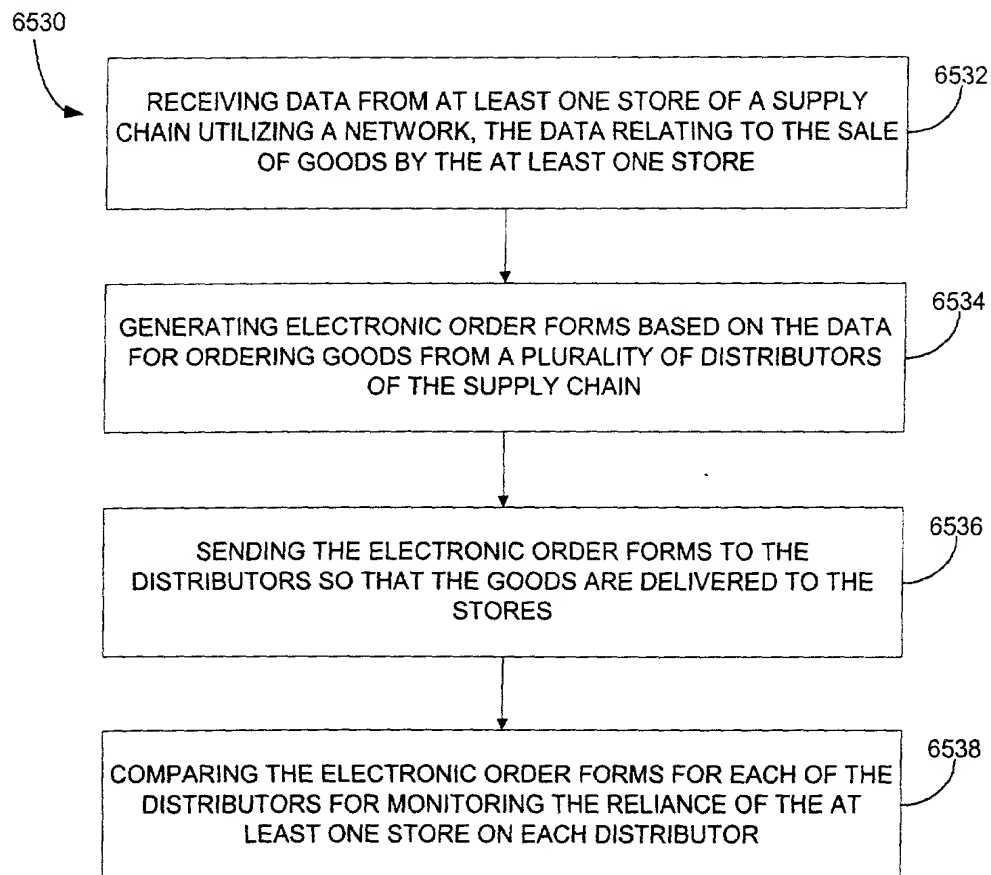 6530
6532
RECEIVING DATA FROM AT LEAST ONE STORE OF A SUPPLY
CHAIN UTILIZING A NETWORK, THE DATA RELATING TO THE SALE
OF GOODS BY THE AT LEAST ONE STORE
6534
GENERATING ELECTRONIC ORDER FORMS BASED ON THE DATA
FOR ORDERING GOODS FROM A PLURALITY OF DISTRIBUTORS
OF THE SUPPLY CHAIN
6536
SENDING THE ELECTRONIC ORDER FORMS TO THE
DISTRIBUTORS SO THAT THE GOODS ARE DELIVERED TO THE
STORES
6538
COMPARING THE ELECTRONIC ORDER FORMS FOR EACH OF THE
DISTRIBUTORS FOR MONITORING THE RELIANCE OF THE AT
LEAST ONE STORE ON EACH DISTRIBUTOR